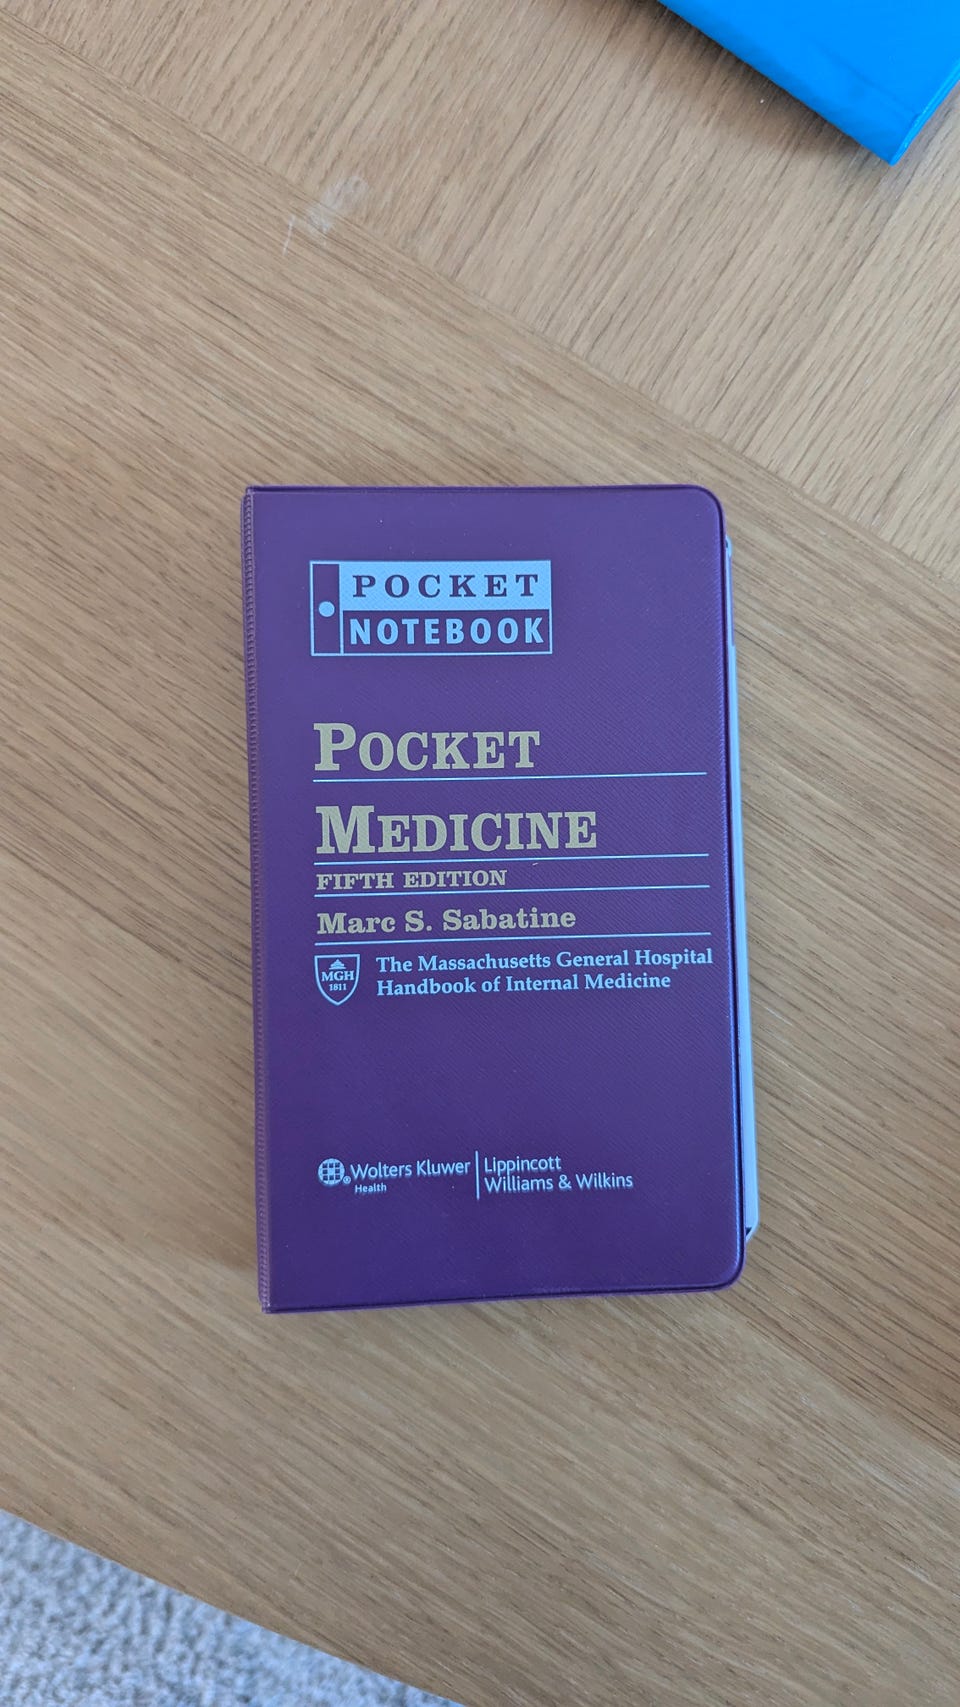 POCKET
NOTEBOOK
POCKET
MEDICINE
FIFTH EDITION
Marc S. Sabatine
MGH
1811
The Massachusetts General Hospital
Handbook of Internal Medicine
Wolters Kluwer
Health
Lippincott
Williams & Wilkins